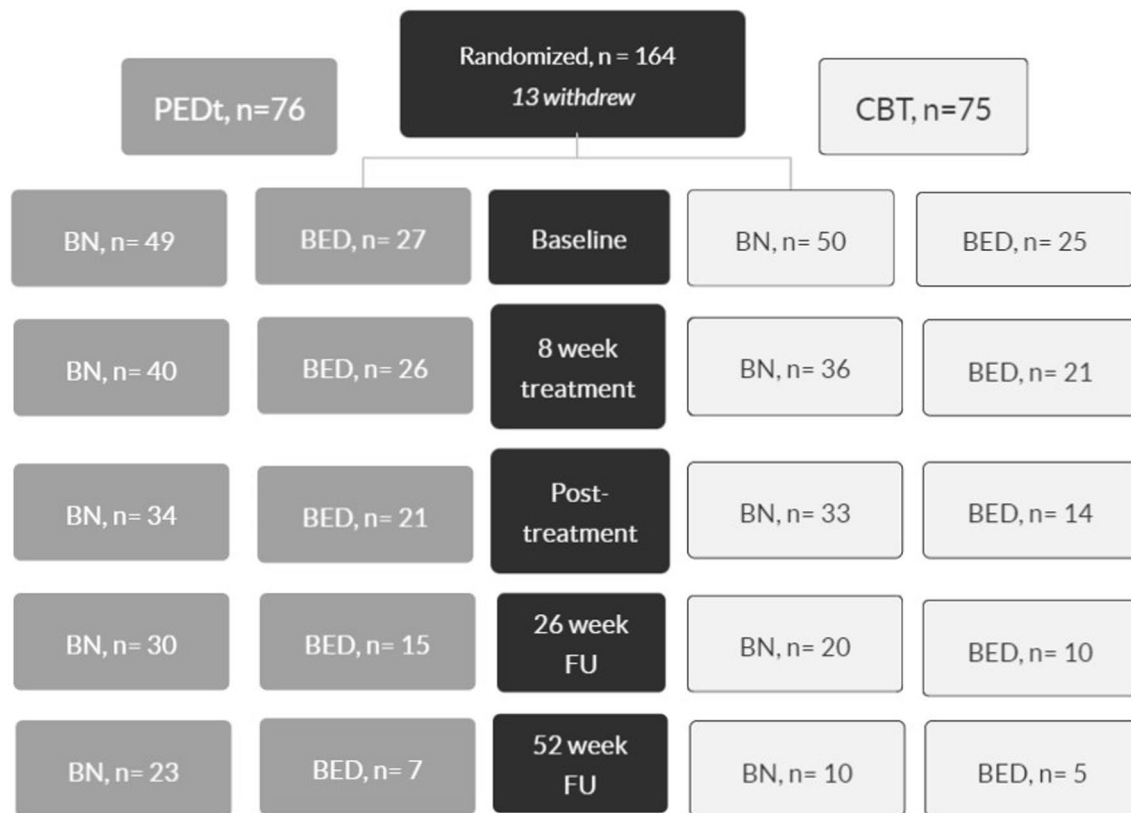 Randomized, n = 164
13 withdrew
PEDt, n=76
CBT, n=75
BN, n= 49
BED, n= 27
Baseline
BN, n= 50
BED, n= 25
BN, n= 40
BED, n= 26
8 week
treatment
BN, n= 36
BED, n= 21
BN, n= 34
BED, n= 21
Post-
treatment
BN, n= 33
BED, n= 14
BN, n= 30
BED, n= 15
26 week
FU
BN, n= 20
BED, n= 10
BN, n= 23
BED, n= 7
52 week
FU
BN, n= 10
BED, n= 5